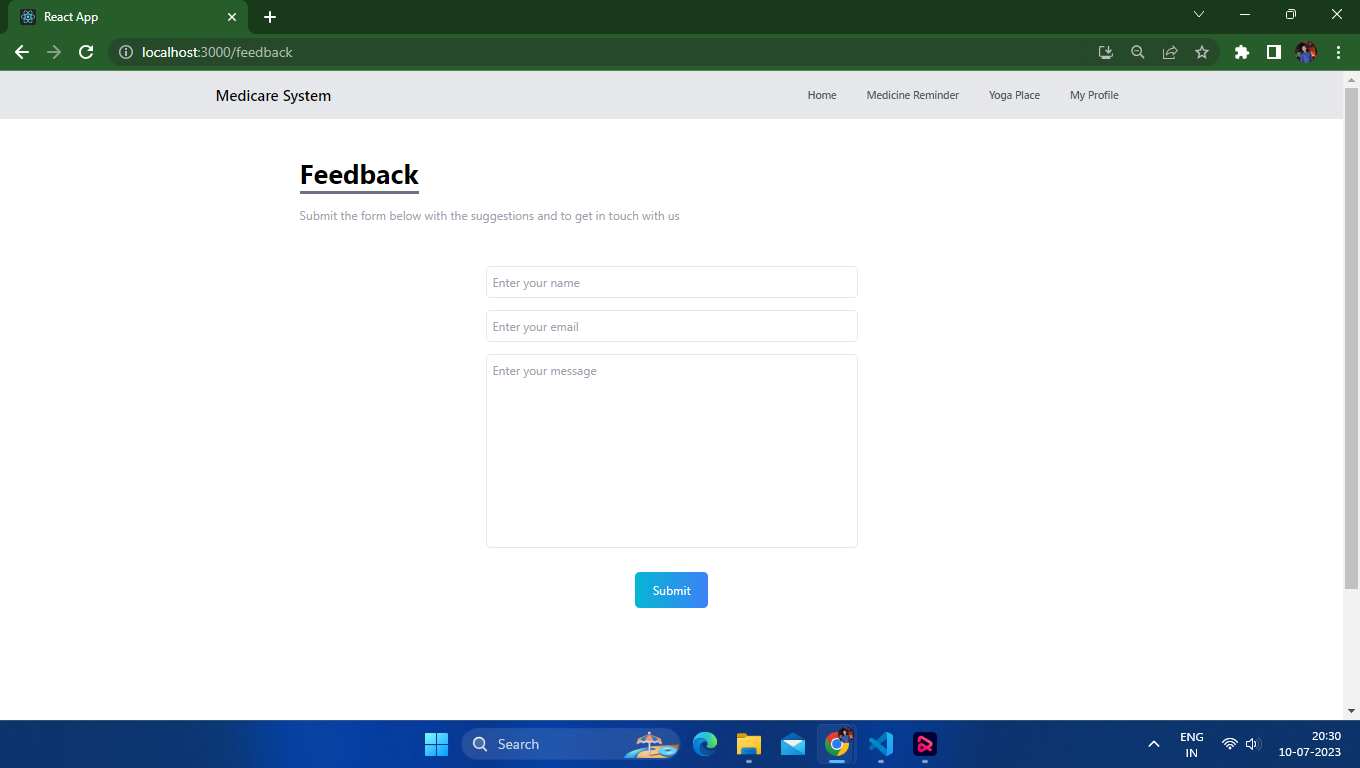 React App
localhost:3000/feedback
Medicare System
Home
Medicine Reminder
Yoga Place
My Profile
Feedback
Submit the form below with the suggestions and to get in touch with us
Enter your name
Enter your email
Enter your message
Submit
Search
ENG
IN
20:30
10-07-2023